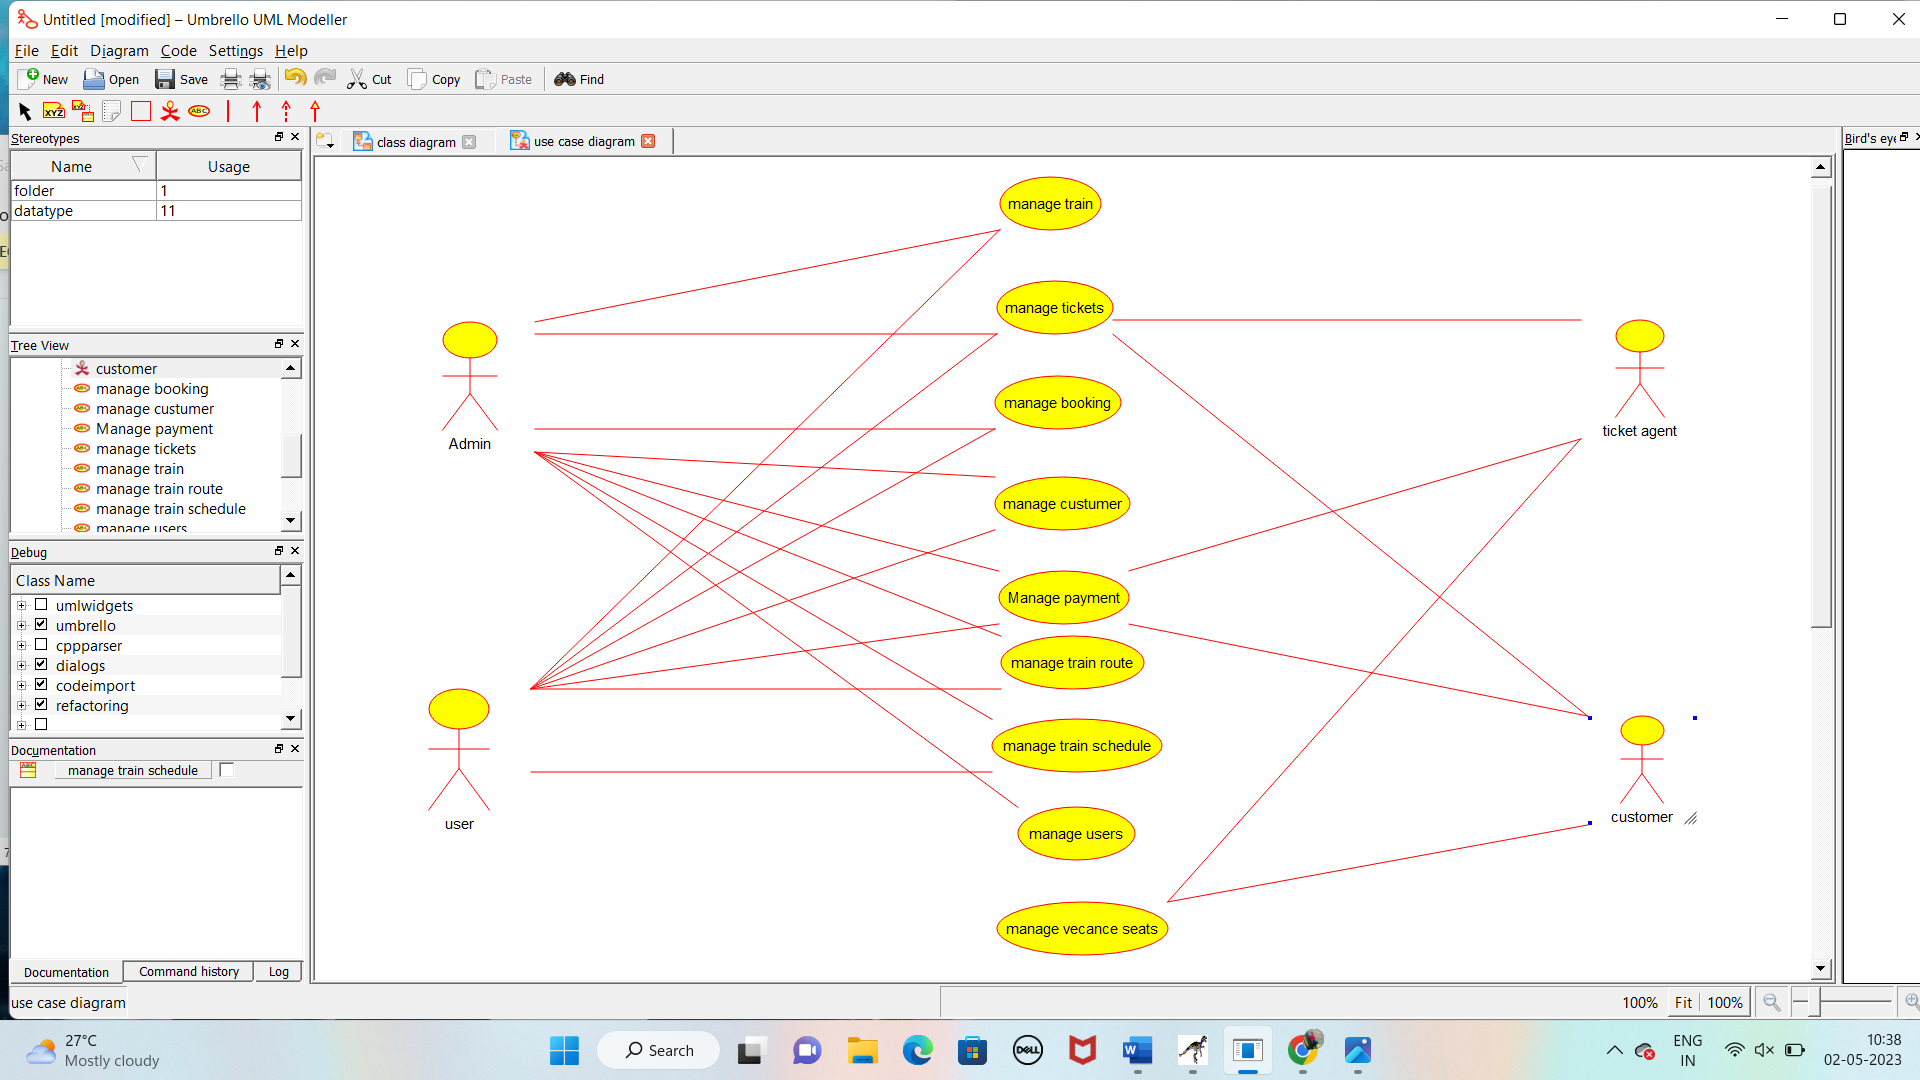 Untitled [modified] – Umbrello UML Modeller
File Edit Diagram Code Settings Help
New Open Save Cut Copy Paste Find
XYZ XYZ ABC
Stereotypes
Name Usage
folder 1
datatype 11
Tree View
customer
manage booking
manage custumer
Manage payment
manage tickets
manage train
manage train route
manage train schedule
manage users
Debug
Class Name
umlwidgets
umbrello
cppparser
dialogs
codeimport
refactoring
Documentation
manage train schedule
Documentation Command history Log
use case diagram
class diagram use case diagram
Bird's eye
manage train
manage tickets
manage booking
manage custumer
Manage payment
manage train route
manage train schedule
manage users
manage vecance seats
Admin
user
ticket agent
customer
100% Fit 100%
27°C
Mostly cloudy
Search
DELL
W
ENG
IN
10:38
02-05-2023